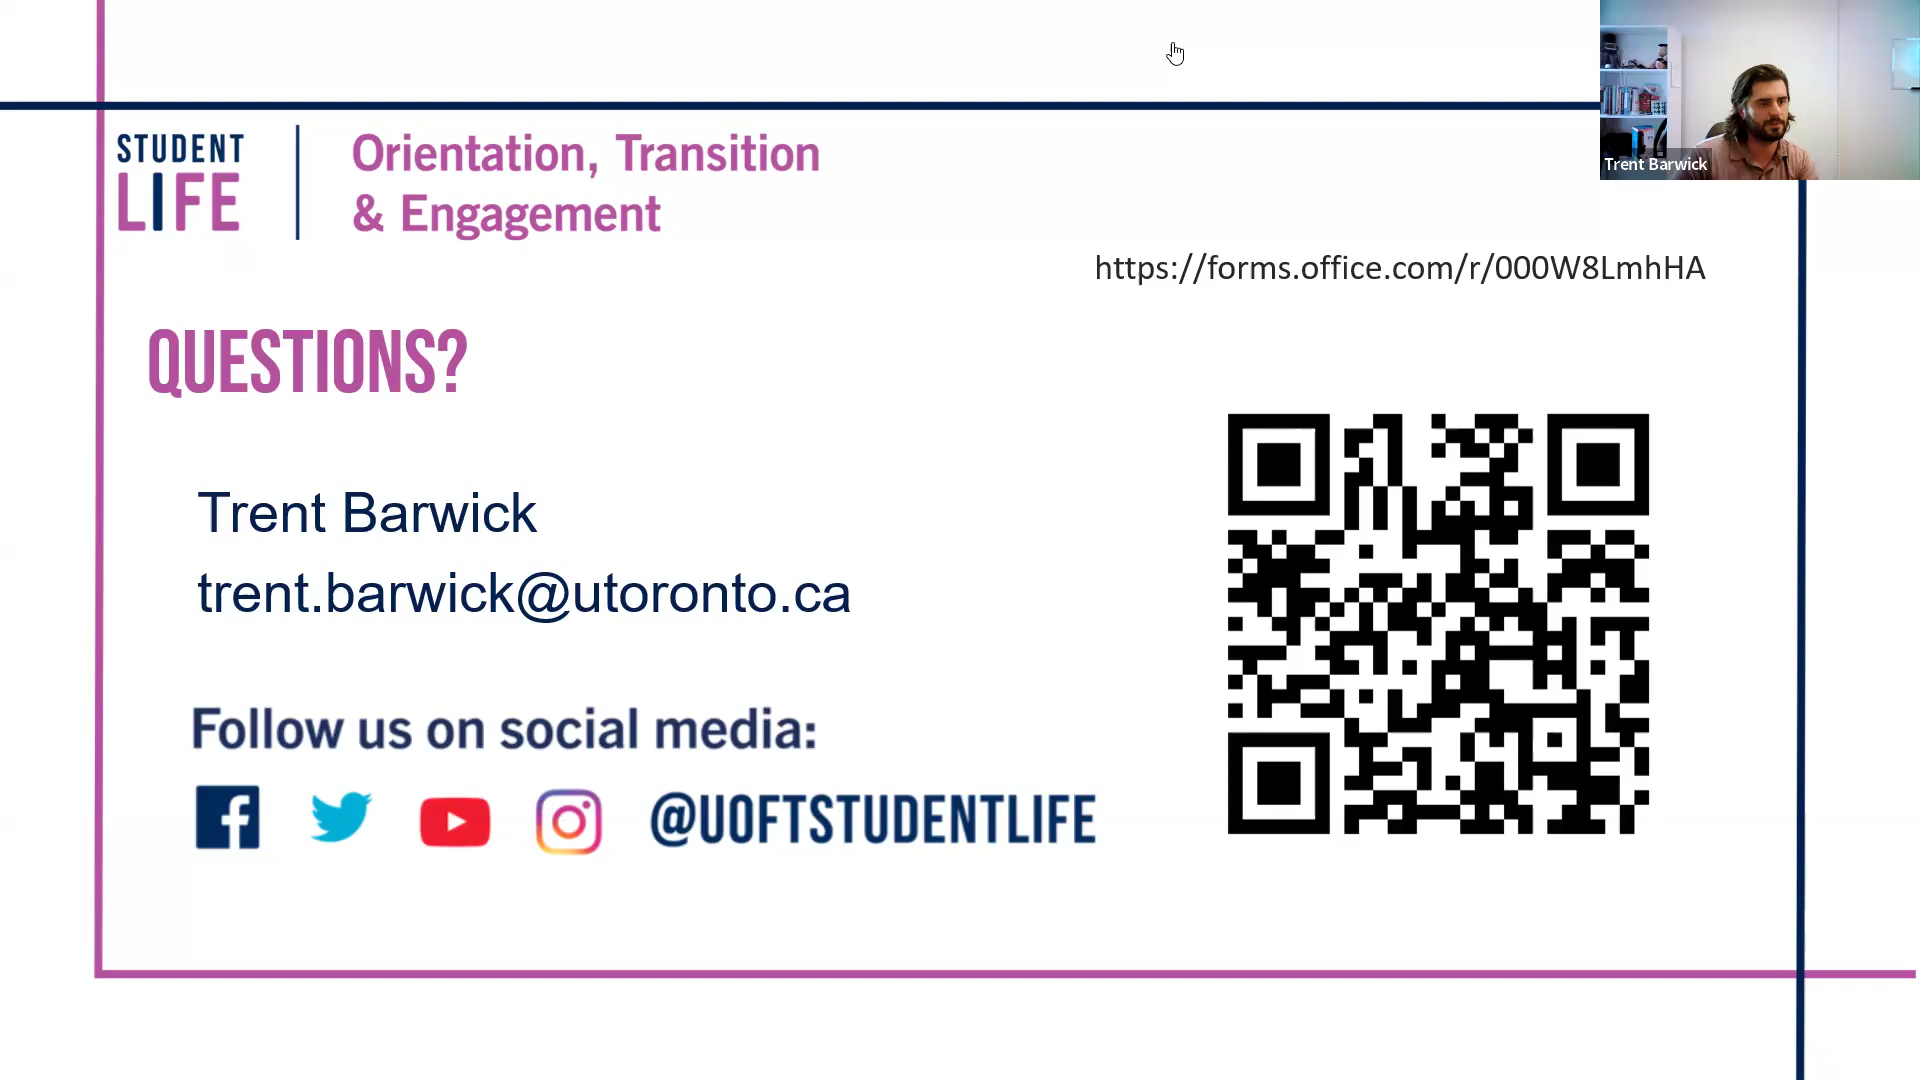 STUDENT
LIFE
Orientation, Transition
& Engagement
Trent Barwick
https://forms.office.com/r/000W8LmhHA
QUESTIONS?
Trent Barwick
trent.barwick@utoronto.ca
Follow us on social media:
@UOFTSTUDENTLIFE